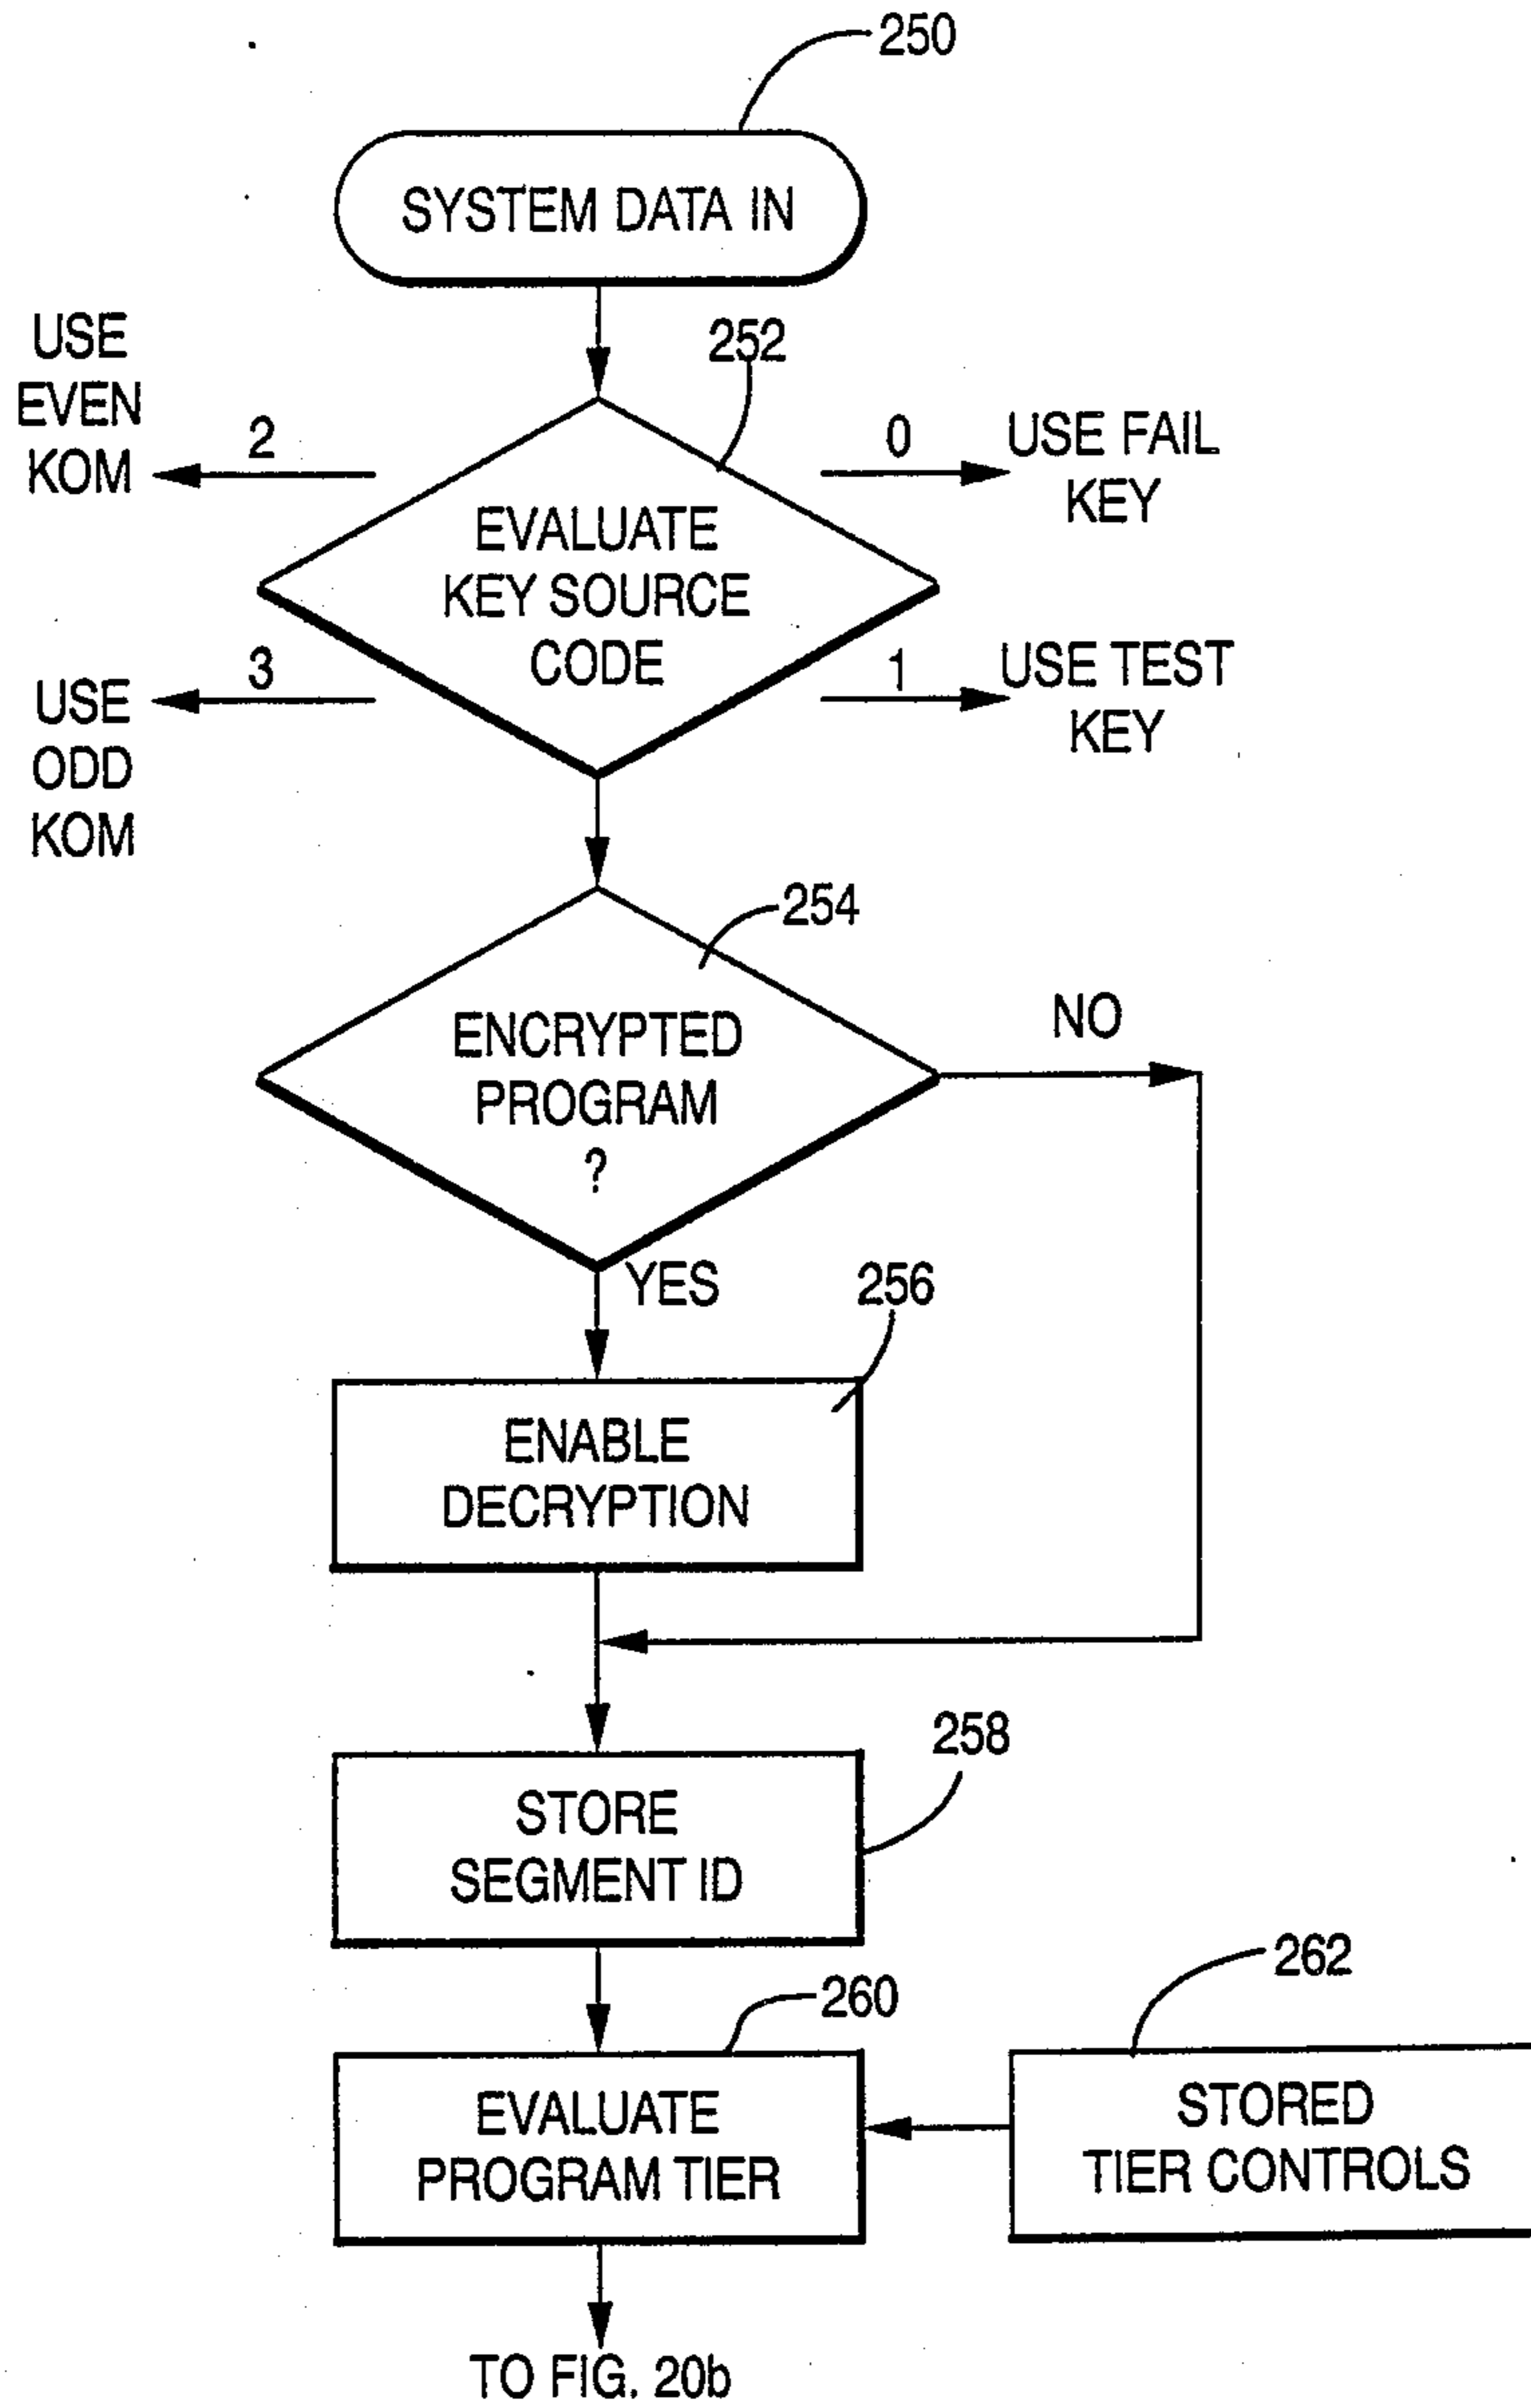 250
SYSTEM DATA IN
252
USE
EVEN
KOM
2
0
USE FAIL
KEY
EVALUATE
KEY SOURCE
CODE
3
USE
ODD
KOM
1
USE TEST
KEY
254
ENCRYPTED
PROGRAM
?
NO
YES
256
ENABLE
DECRYPTION
258
STORE
SEGMENT ID
260
262
EVALUATE
PROGRAM TIER
STORED
TIER CONTROLS
TO FIG. 20b